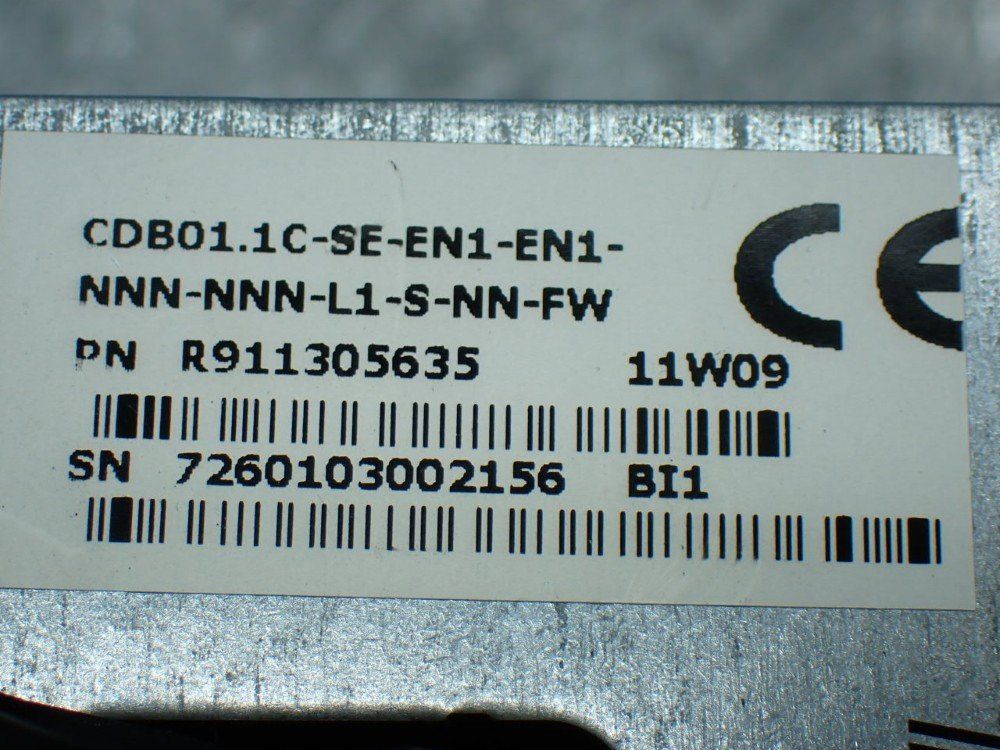 CDB01.1C-SE-EN1-EN1-
NNN-NNN-L1-S-NN-FW
PN R911305635 11W09
SN 7260103002156 BI1
CE